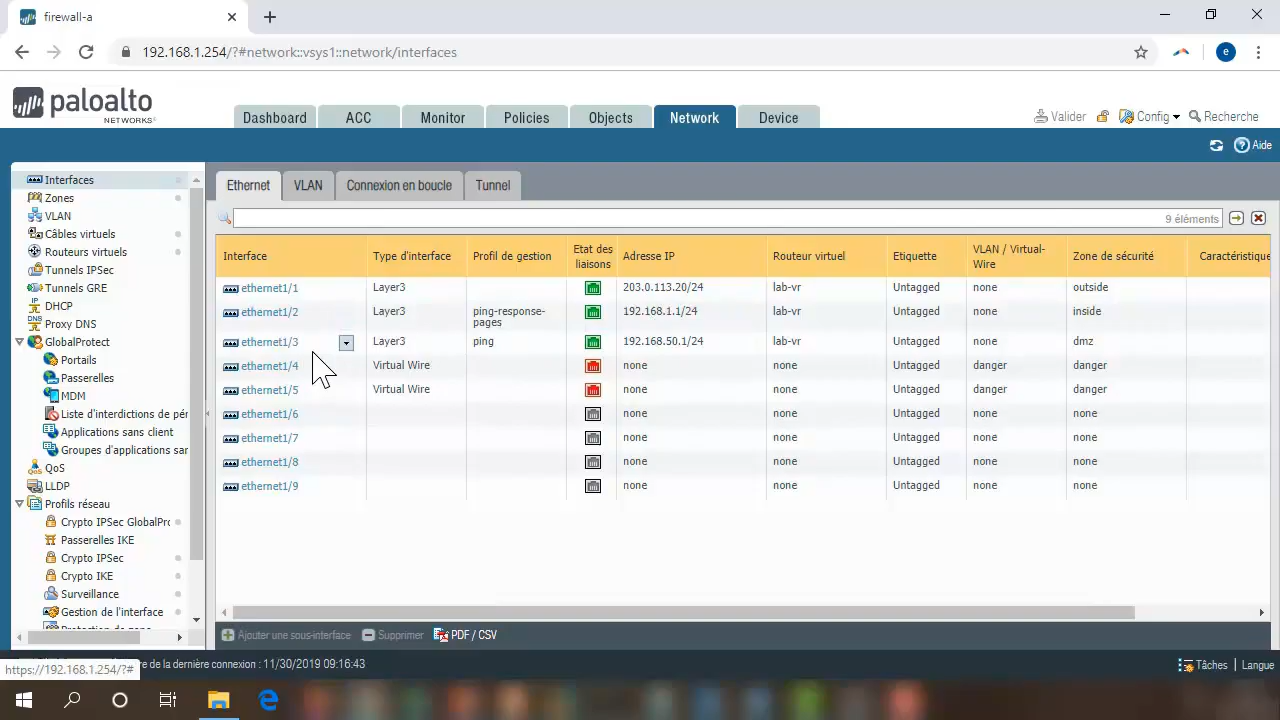 firewall-a
192.168.1.254/?#network::vsys1::network/interfaces
e
paloalto
NETWORKS
Dashboard ACC Monitor Policies Objects Network Device
Valider Config Recherche
Aide
Interfaces
Zones
VLAN
Câbles virtuels
Routeurs virtuels
Tunnels IPSec
Tunnels GRE
DHCP
Proxy DNS
GlobalProtect
Portails
Passerelles
MDM
Liste d'interdictions de pér
Applications sans client
Groupes d'applications sar
QoS
LLDP
Profils réseau
Crypto IPSec GlobalPrc
Passerelles IKE
Crypto IPSec
Crypto IKE
Surveillance
Gestion de l'interface
Ethernet VLAN Connexion en boucle Tunnel
9 éléments
Interface Type d'interface Profil de gestion Etat des liaisons Adresse IP Routeur virtuel Etiquette VLAN / Virtual-Wire Zone de sécurité Caractéristique
ethernet1/1 Layer3 203.0.113.20/24 lab-vr Untagged none outside
ethernet1/2 Layer3 ping-response-pages 192.168.1.1/24 lab-vr Untagged none inside
ethernet1/3 Layer3 ping 192.168.50.1/24 lab-vr Untagged none dmz
ethernet1/4 Virtual Wire none none Untagged danger danger
ethernet1/5 Virtual Wire none none Untagged danger danger
ethernet1/6 none none Untagged none none
ethernet1/7 none none Untagged none none
ethernet1/8 none none Untagged none none
ethernet1/9 none none Untagged none none
Ajouter une sous-interface Supprimer PDF / CSV
https://192.168.1.254/?#
re de la dernière connexion : 11/30/2019 09:16:43
Tâches Langue